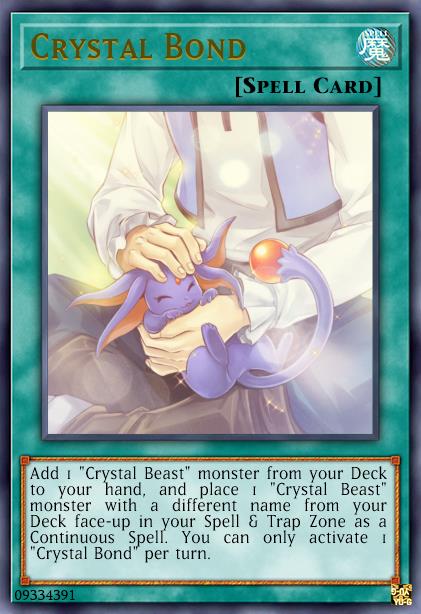 Crystal Bond
SPELL
魔
[Spell Card]
Add 1 "Crystal Beast" monster from your Deck
to your hand, and place 1 "Crystal Beast"
monster with a different name from your
Deck face-up in your Spell & Trap Zone as a
Continuous Spell. You can only activate 1
"Crystal Bond" per turn.
09334391